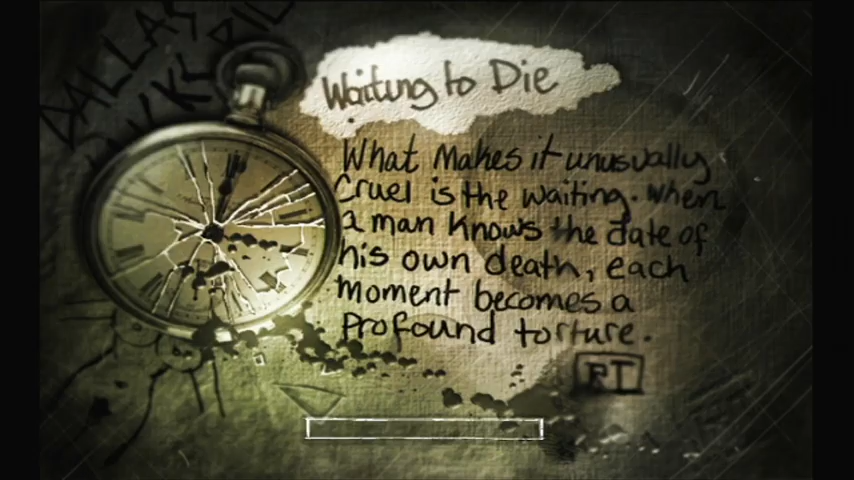 DALLAS
Waiting to Die
What Makes it unusually
Cruel is the waiting. When
a man knows the date of
his own death, each
moment becomes a
Profound torture.
RT